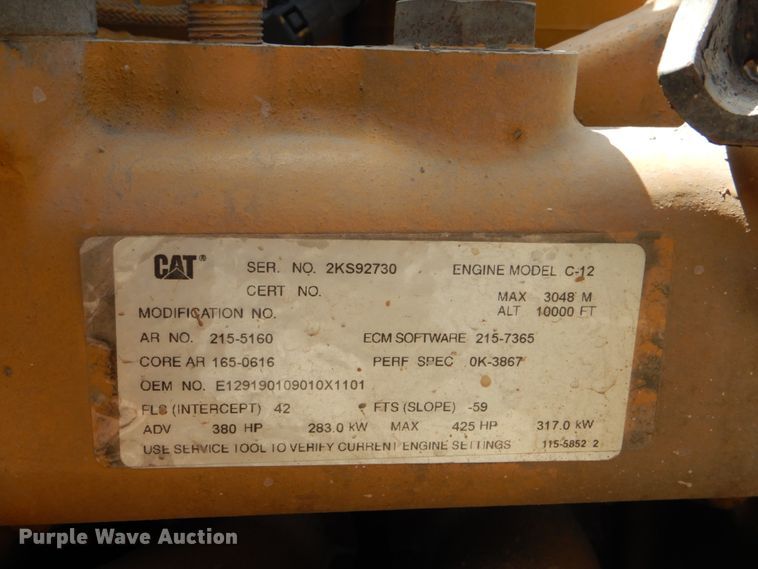 CAT® SER. NO. 2KS92730 ENGINE MODEL C-12
CERT NO. MAX 3048 M
MODIFICATION NO. ALT 10000 FT
AR NO. 215-5160 ECM SOFTWARE 215-7365
CORE AR 165-0616 PERF SPEC 0K-3867
OEM NO. E129190109010X1101
FLS (INTERCEPT) 42 FTS (SLOPE) -59
ADV 380 HP 283.0 kW MAX 425 HP 317.0 kW
USE SERVICE TOOL TO VERIFY CURRENT ENGINE SETTINGS 115-5852 2
Purple Wave Auction